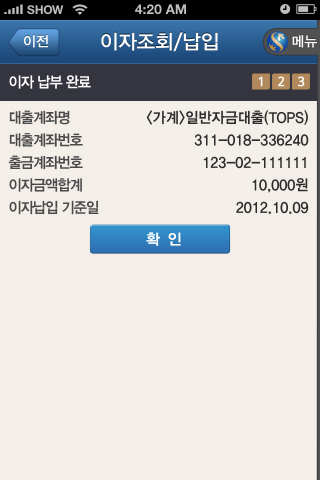 SHOW 4:20 AM
이전 이자조회/납입 메뉴
이자 납부 완료 1 2 3
대출계좌명 <가계>일반자금대출(TOPS)
대출계좌번호 311-018-336240
출금계좌번호 123-02-111111
이자금액합계 10,000원
이자납입 기준일 2012.10.09
확 인